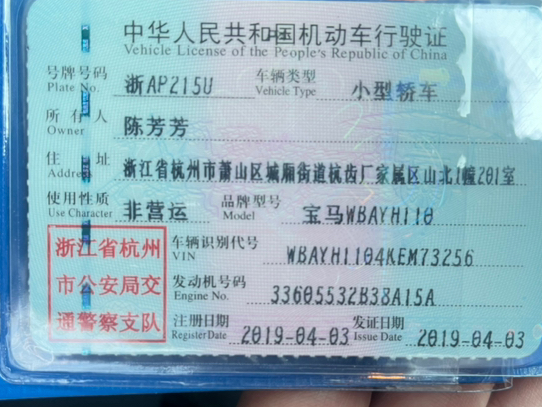 中华人民共和国机动车行驶证
Vehicle License of the People's Republic of China
号牌号码 Plate No. 浙AP215U 车辆类型 Vehicle Type 小型轿车
所有人 Owner 陈芳芳
住址 Address 浙江省杭州市萧山区城厢街道杭齿厂家属区山北1幢201室
使用性质 Use Character 非营运 品牌型号 Model 宝马WBAYH110
浙江省杭州市公安局交通警察支队
车辆识别代号 VIN WBAYH1104KEM73256
发动机号码 Engine No. 33605532B38A15A
注册日期 Register Date 2019-04-03 发证日期 Issue Date 2019-04-03